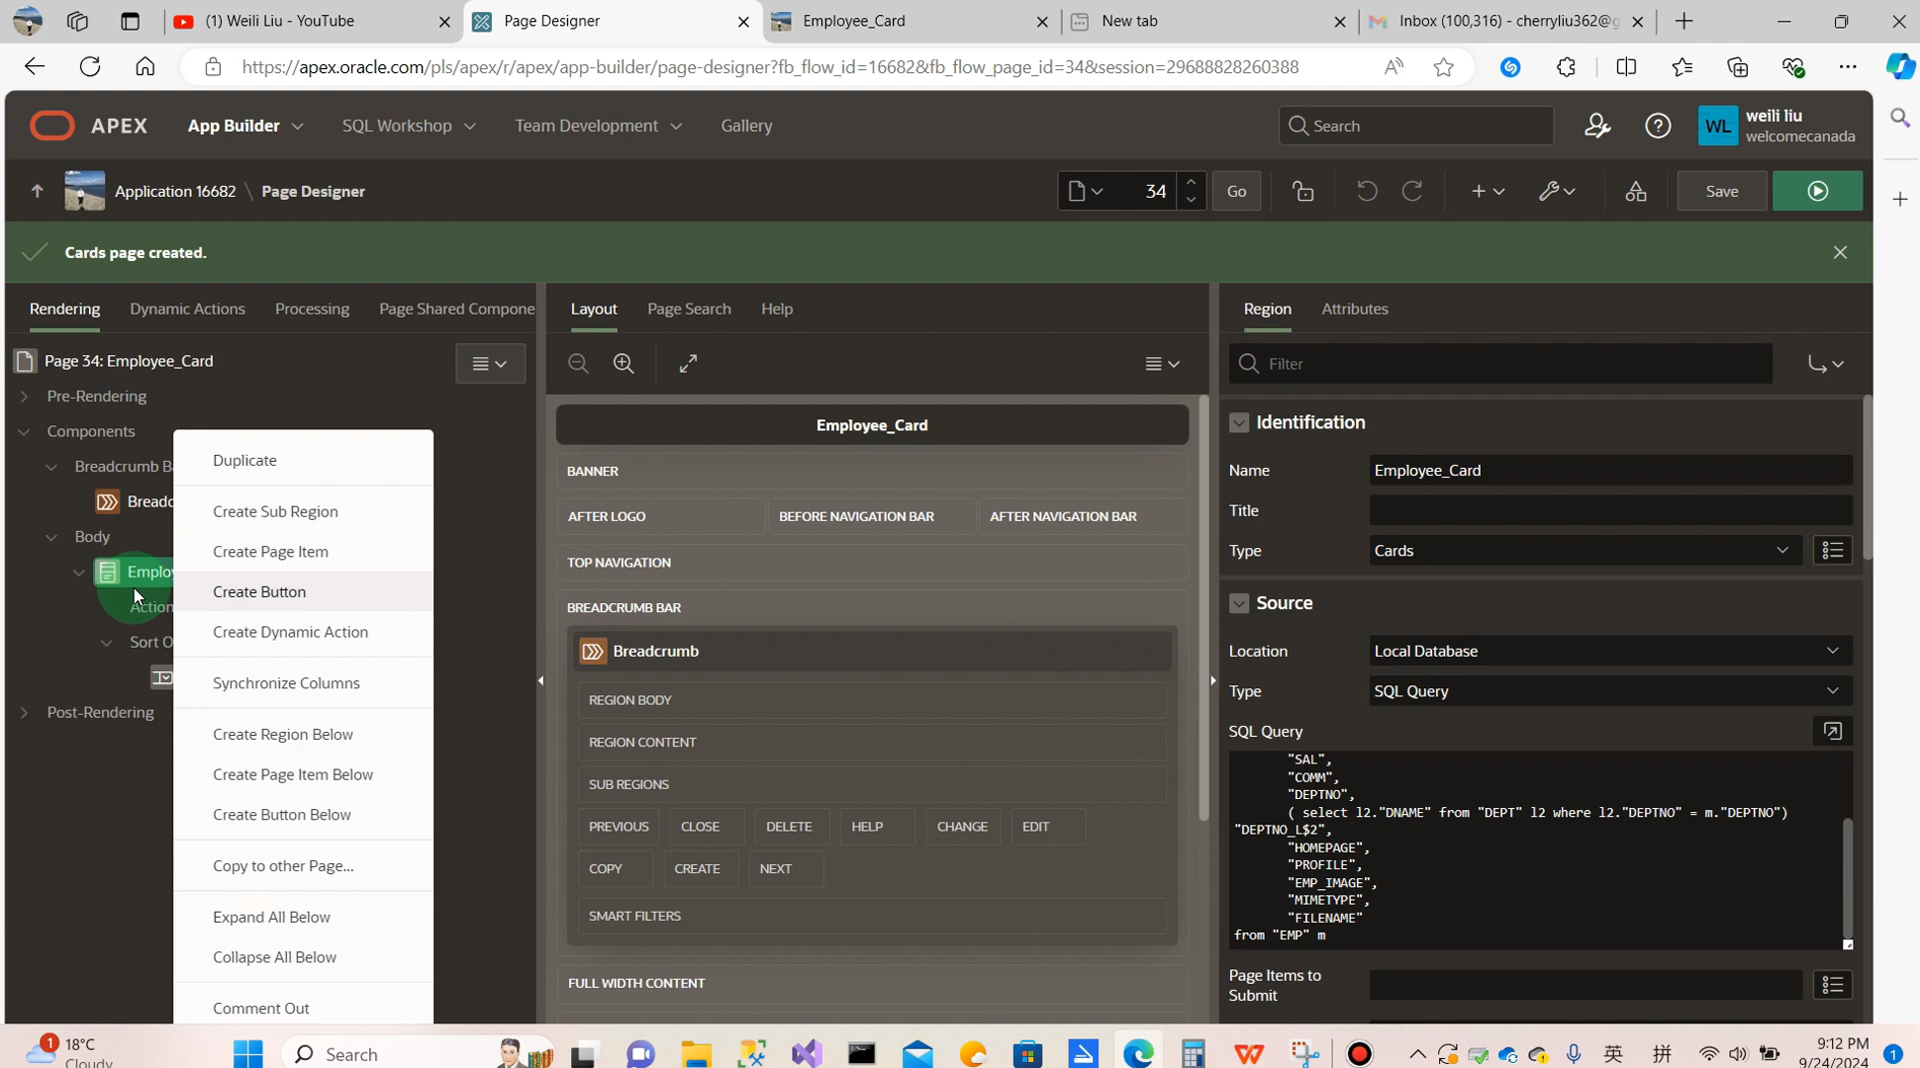 (1) Weili Liu - YouTube
Page Designer
Employee_Card
New tab
Inbox (100,316) - cherryliu362@g
https://apex.oracle.com/pls/apex/r/apex/app-builder/page-designer?fb_flow_id=16682&fb_flow_page_id=34&session=29688828260388
APEX
App Builder
SQL Workshop
Team Development
Gallery
Search
WL
weili liu
welcomecanada
Application 16682 \ Page Designer
34
Go
Save
Cards page created.
Rendering
Dynamic Actions
Processing
Page Shared Compone
Layout
Page Search
Help
Region
Attributes
Page 34: Employee_Card
Filter
Pre-Rendering
Components
Breadcrumb Ba
Breadc
Body
Employ
Action
Sort O
Post-Rendering
Duplicate
Create Sub Region
Create Page Item
Create Button
Create Dynamic Action
Synchronize Columns
Create Region Below
Create Page Item Below
Create Button Below
Copy to other Page...
Expand All Below
Collapse All Below
Comment Out
Employee_Card
BANNER
AFTER LOGO
BEFORE NAVIGATION BAR
AFTER NAVIGATION BAR
TOP NAVIGATION
BREADCRUMB BAR
Breadcrumb
REGION BODY
REGION CONTENT
SUB REGIONS
PREVIOUS
CLOSE
DELETE
HELP
CHANGE
EDIT
COPY
CREATE
NEXT
SMART FILTERS
FULL WIDTH CONTENT
Identification
Name
Employee_Card
Title
Type
Cards
Source
Location
Local Database
Type
SQL Query
SQL Query
"SAL",
"COMM",
"DEPTNO",
( select l2."DNAME" from "DEPT" l2 where l2."DEPTNO" = m."DEPTNO")
"DEPTNO_L$2",
"HOMEPAGE",
"PROFILE",
"EMP_IMAGE",
"MIMETYPE",
"FILENAME"
from "EMP" m
Page Items to
Submit
1
18°C
Cloudy
Search
英
拼
9:12 PM
9/24/2024
1